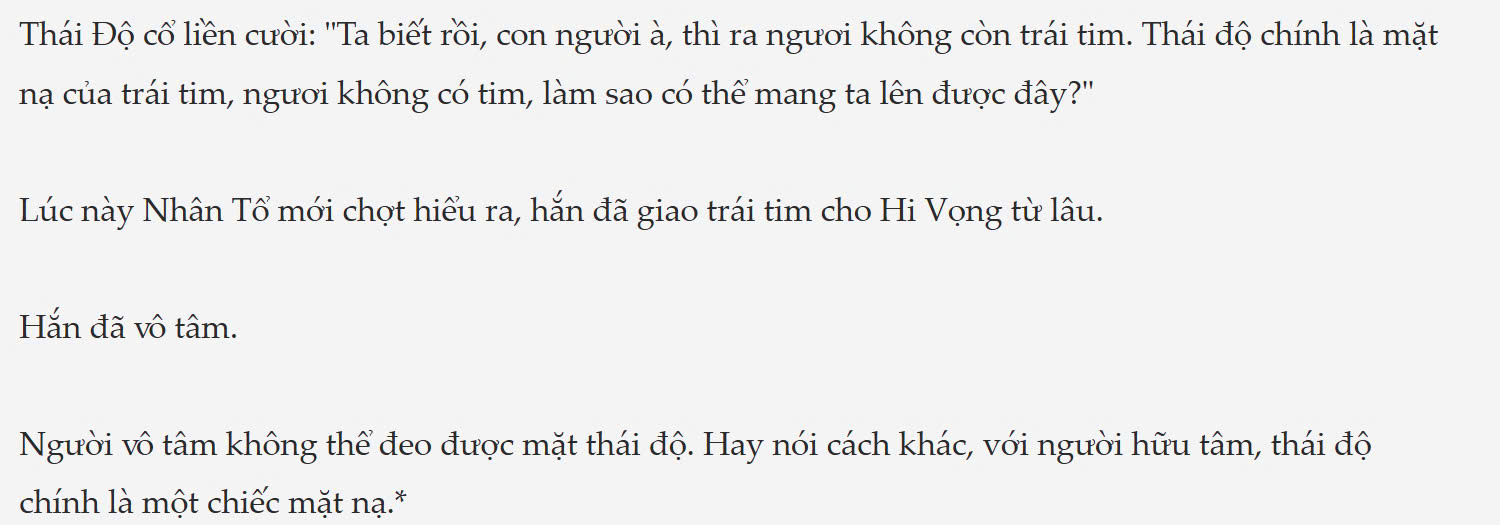 Thái Độ cổ liền cười: "Ta biết rồi, con người à, thì ra ngươi không còn trái tim. Thái độ chính là mặt
nạ của trái tim, ngươi không có tim, làm sao có thể mang ta lên được đây?"
Lúc này Nhân Tổ mới chợt hiểu ra, hắn đã giao trái tim cho Hi Vọng từ lâu.
Hắn đã vô tâm.
Người vô tâm không thể đeo được mặt thái độ. Hay nói cách khác, với người hữu tâm, thái độ
chính là một chiếc mặt nạ.*